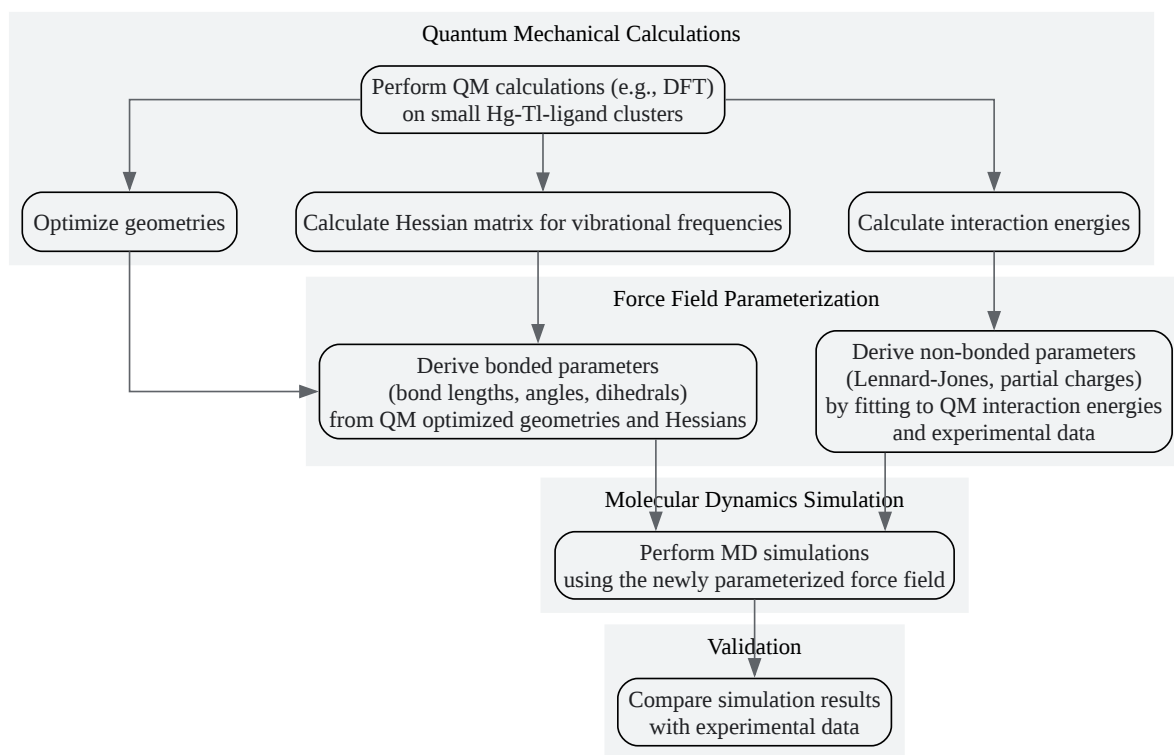 Quantum Mechanical Calculations
Perform QM calculations (e.g., DFT)
on small Hg-Tl-ligand clusters
Optimize geometries
Calculate Hessian matrix for vibrational frequencies
Calculate interaction energies
Force Field Parameterization
Derive bonded parameters
(bond lengths, angles, dihedrals)
from QM optimized geometries and Hessians
Derive non-bonded parameters
(Lennard-Jones, partial charges)
by fitting to QM interaction energies
and experimental data
Molecular Dynamics Simulation
Perform MD simulations
using the newly parameterized force field
Validation
Compare simulation results
with experimental data